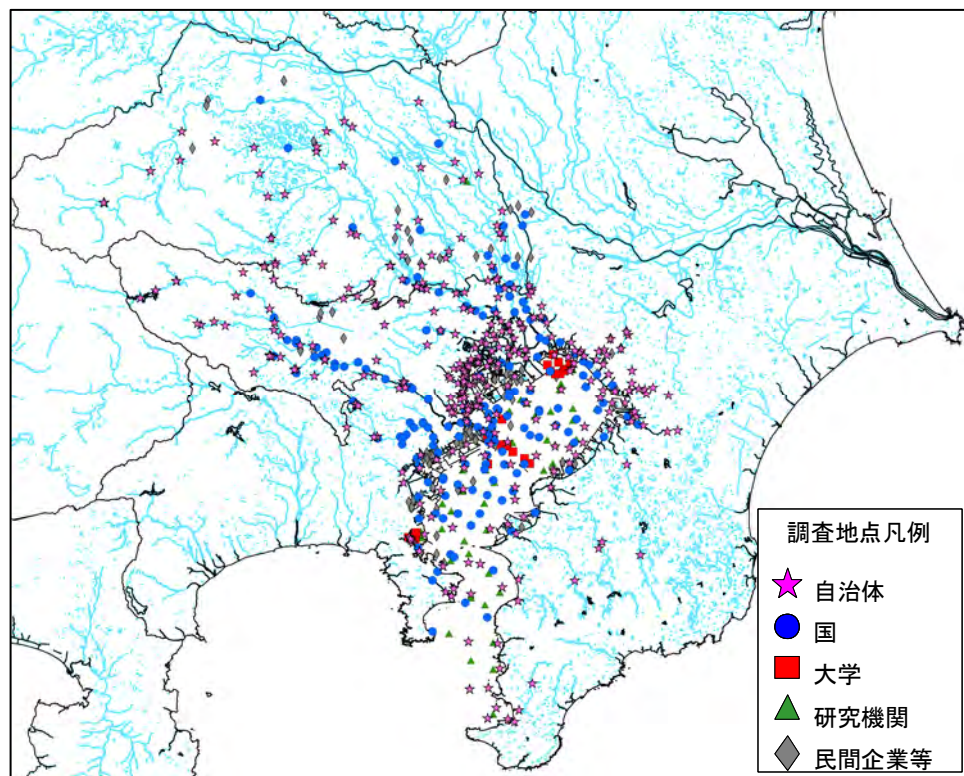 調査地点凡例
自治体
国
大学
研究機関
民間企業等